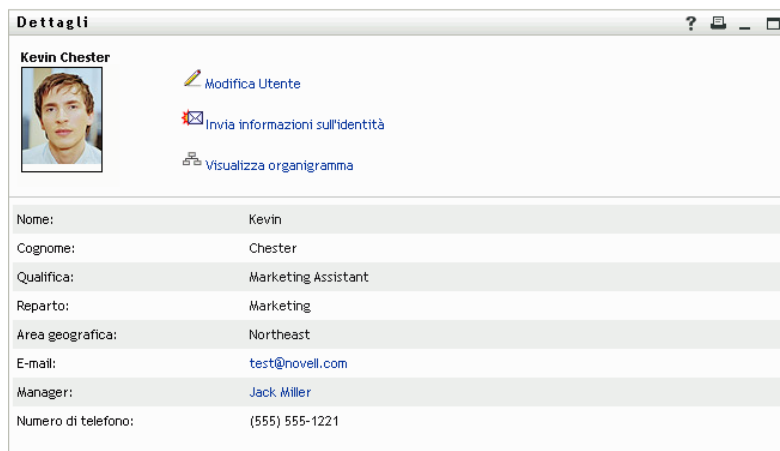 Dettagli
?
Kevin Chester
Modifica Utente
Invia informazioni sull'identità
Visualizza organigramma
Nome: Kevin
Cognome: Chester
Qualifica: Marketing Assistant
Reparto: Marketing
Area geografica: Northeast
E-mail: test@novell.com
Manager: Jack Miller
Numero di telefono: (555) 555-1221